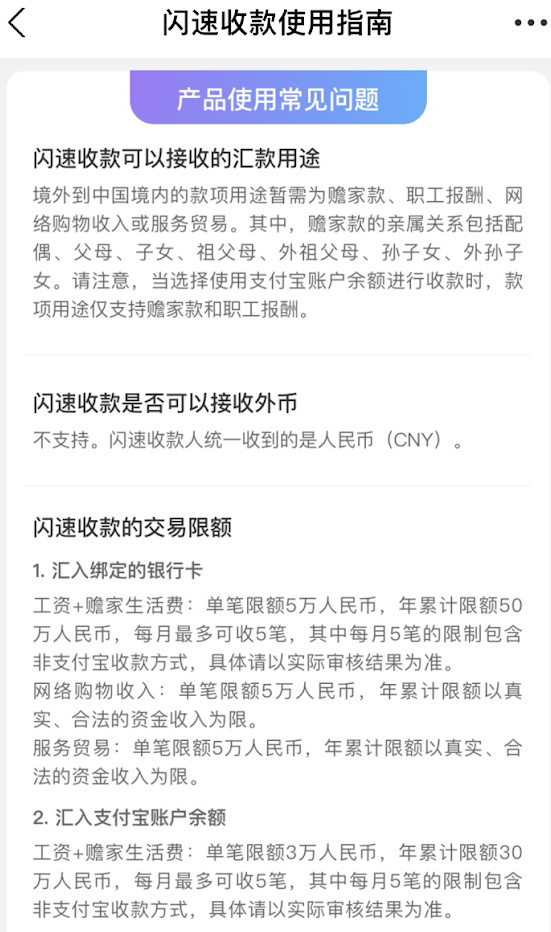 闪速收款使用指南
产品使用常见问题
闪速收款可以接收的汇款用途
境外到中国境内的款项用途暂需为赡家款、职工报酬、网
络购物收入或服务贸易。其中，赡家款的亲属关系包括配
偶、父母、子女、祖父母、外祖父母、孙子女、外孙子
女。请注意，当选择使用支付宝账户余额进行收款时，款
项用途仅支持赡家款和职工报酬。
闪速收款是否可以接收外币
不支持。闪速收款人统一收到的是人民币（CNY）。
闪速收款的交易限额
1. 汇入绑定的银行卡
工资+赡家生活费：单笔限额5万人民币，年累计限额50
万人民币，每月最多可收5笔，其中每月5笔的限制包含
非支付宝收款方式，具体请以实际审核结果为准。
网络购物收入：单笔限额5万人民币，年累计限额以真
实、合法的资金收入为限。
服务贸易：单笔限额5万人民币，年累计限额以真实、合
法的资金收入为限。
2. 汇入支付宝账户余额
工资+赡家生活费：单笔限额3万人民币，年累计限额30
万人民币，每月最多可收5笔，其中每月5笔的限制包含
非支付宝收款方式，具体请以实际审核结果为准。